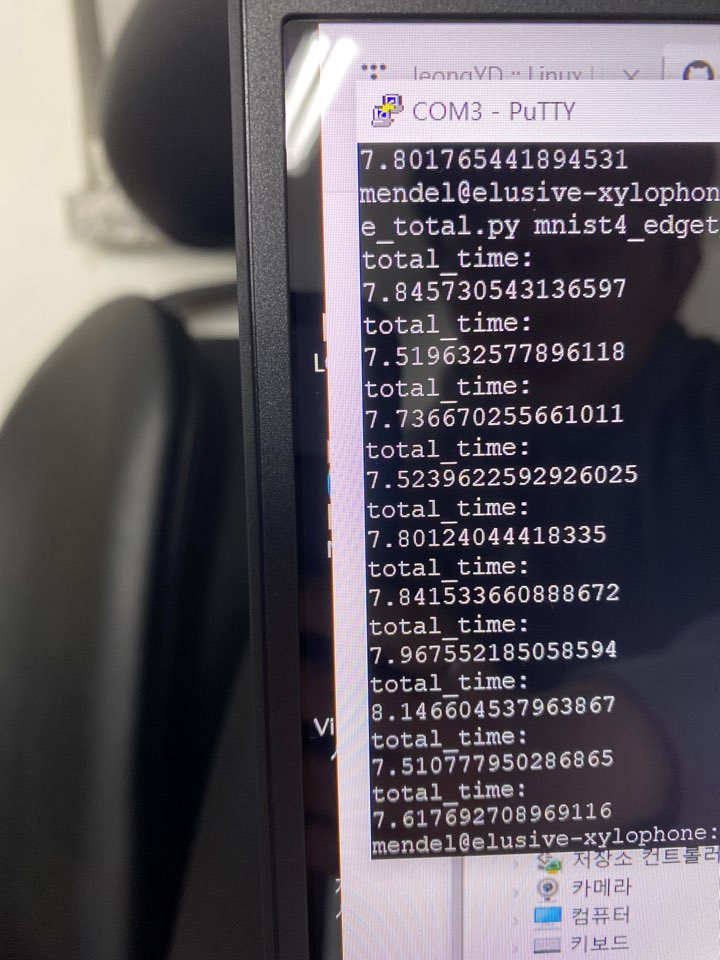 JeongYD :: Linux
COM3 - PuTTY
7.801765441894531
mendel@elusive-xylophon
e_total.py mnist4_edget
total_time:
7.845730543136597
total_time:
7.519632577896118
total_time:
7.736670255661011
total_time:
7.5239622592926025
total_time:
7.80124044418335
total_time:
7.841533660888672
total_time:
7.967552185058594
total_time:
8.146604537963867
total_time:
7.510777950286865
total_time:
7.617692708969116
mendel@elusive-xylophone:
Vi
저장소 컨트롤러
카메라
컴퓨터
키보드